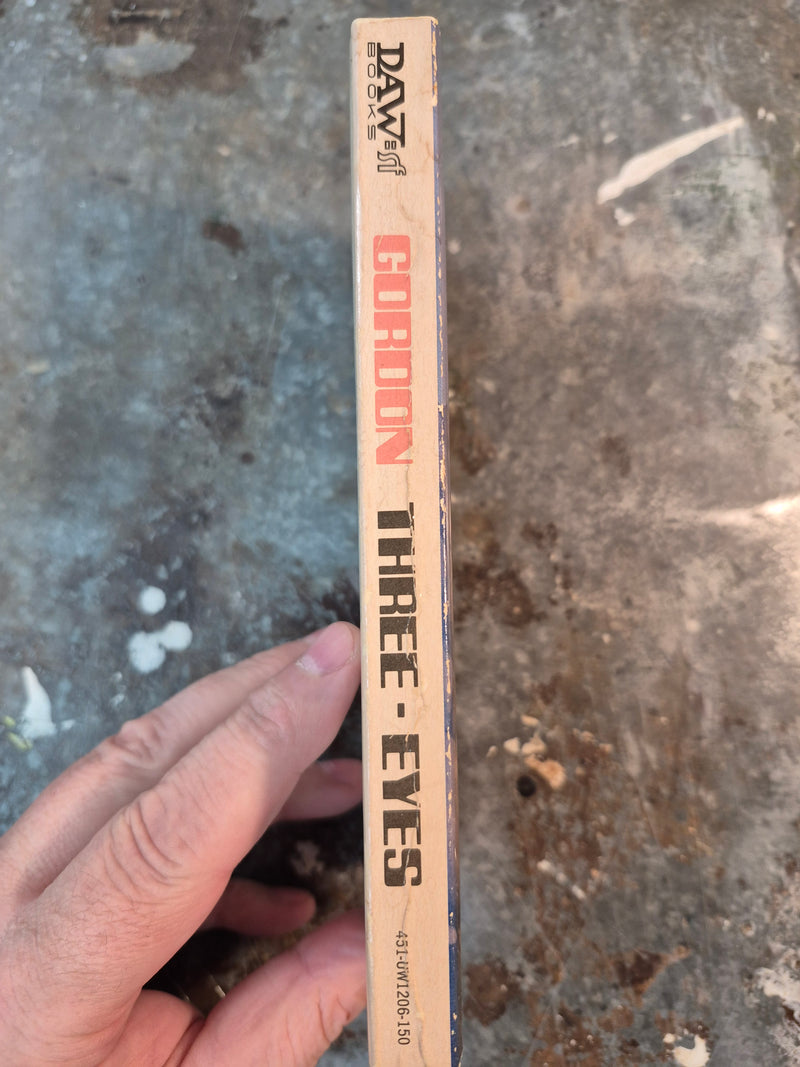 DAW sf
BOOKS
GORDON
THREE-EYES
451-UW1206-150